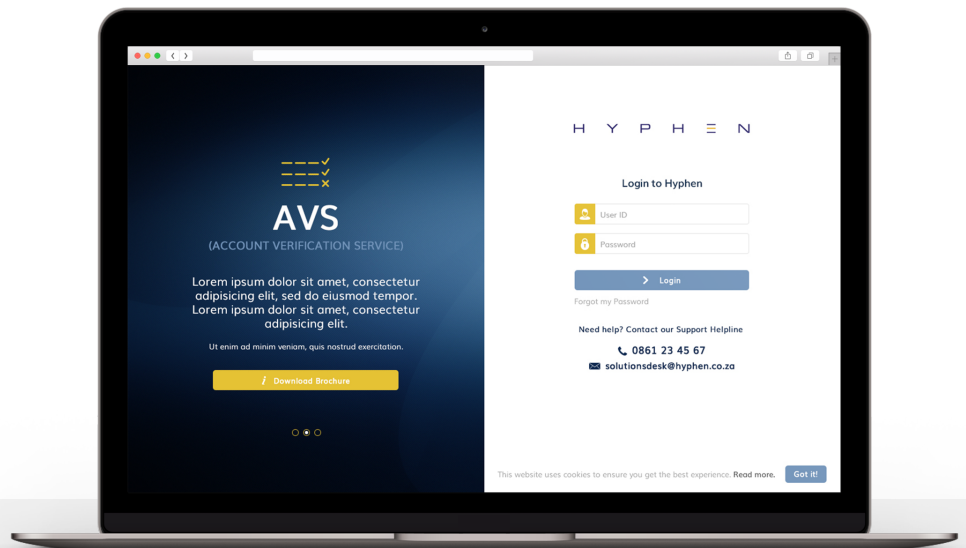 AVS
(ACCOUNT VERIFICATION SERVICE)
Lorem ipsum dolor sit amet, consectetur
adipisicing elit, sed do eiusmod tempor.
Lorem ipsum dolor sit amet, consectetur
adipisicing elit.
Ut enim ad minim veniam, quis nostrud exercitation.
i Download Brochure
HYPHEN
Login to Hyphen
User ID
Password
Login
Forgot my Password
Need help? Contact our Support Helpline
0861 23 45 67
solutionsdesk@hyphen.co.za
This website uses cookies to ensure you get the best experience. Read more.
Got it!